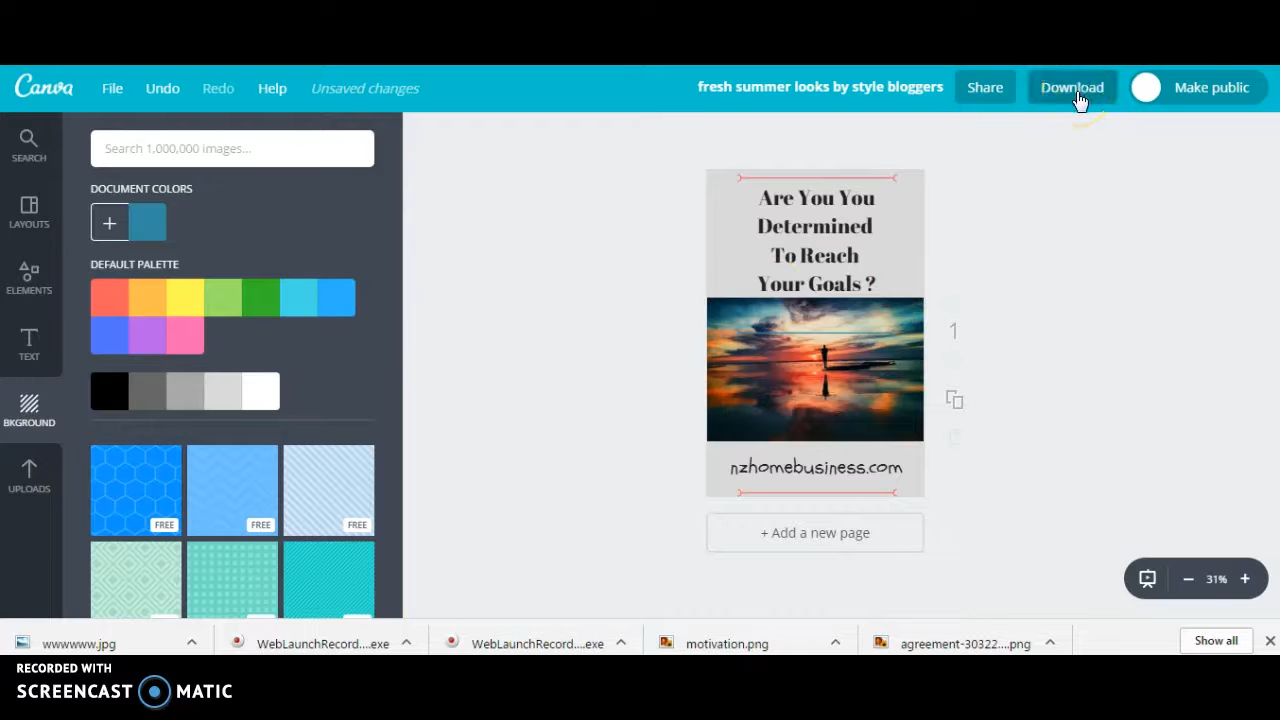 Canva
File
Undo
Redo
Help
Unsaved changes
fresh summer looks by style bloggers
Share
Download
Make public
SEARCH
LAYOUTS
ELEMENTS
TEXT
BKGROUND
UPLOADS
Search 1,000,000 images...
DOCUMENT COLORS
+
DEFAULT PALETTE
FREE
FREE
FREE
Are You You
Determined
To Reach
Your Goals ?
nzhomebusiness.com
1
+ Add a new page
− 31% +
wwwwww.jpg
WebLaunchRecord....exe
WebLaunchRecord....exe
motivation.png
agreement-30322....png
Show all
RECORDED WITH
SCREENCAST MATIC